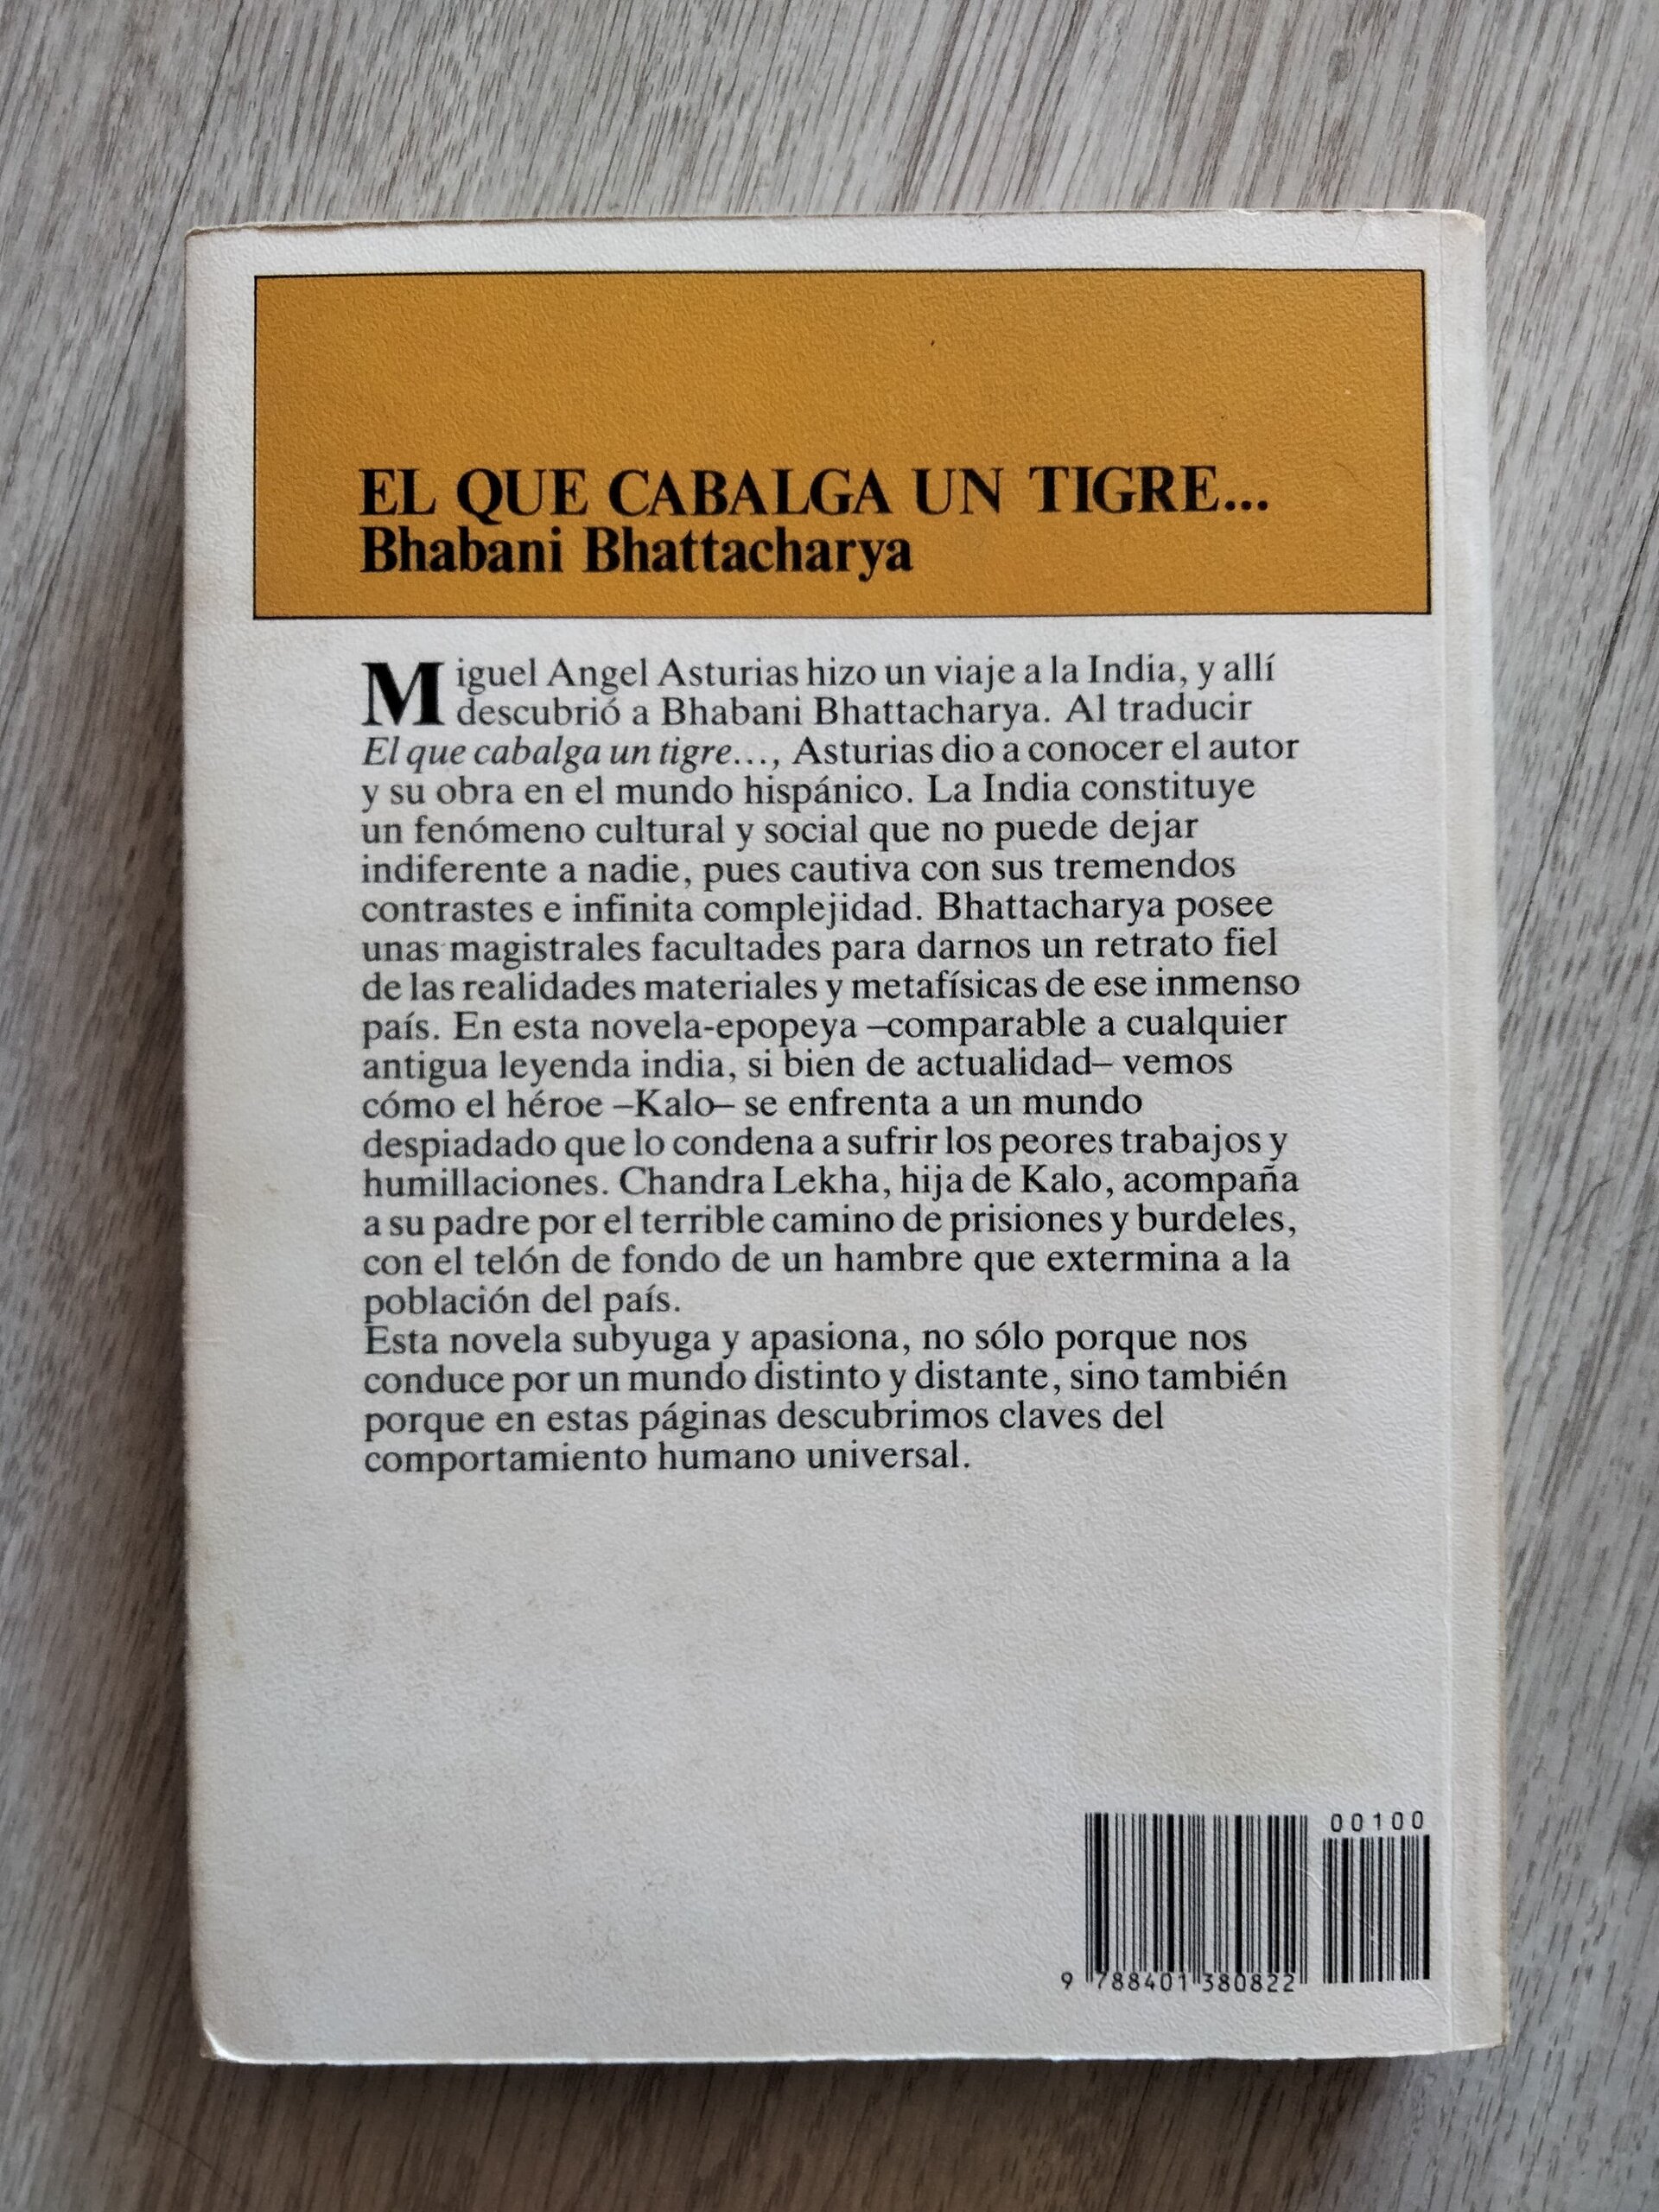 EL QUE CABALGA UN TIGRE...
Bhabani Bhattacharya
Miguel Angel Asturias hizo un viaje a la India, y allí
descubrió a Bhabani Bhattacharya. Al traducir
El que cabalga un tigre..., Asturias dio a conocer el autor
y su obra en el mundo hispánico. La India constituye
un fenómeno cultural y social que no puede dejar
indiferente a nadie, pues cautiva con sus tremendos
contrastes e infinita complejidad. Bhattacharya posee
unas magistrales facultades para darnos un retrato fiel
de las realidades materiales y metafísicas de ese inmenso
país. En esta novela-epopeya –comparable a cualquier
antigua leyenda india, si bien de actualidad– vemos
cómo el héroe –Kalo– se enfrenta a un mundo
despiadado que lo condena a sufrir los peores trabajos y
humillaciones. Chandra Lekha, hija de Kalo, acompaña
a su padre por el terrible camino de prisiones y burdeles,
con el telón de fondo de un hambre que extermina a la
población del país.
Esta novela subyuga y apasiona, no sólo porque nos
conduce por un mundo distinto y distante, sino también
porque en estas páginas descubrimos claves del
comportamiento humano universal.
00100
9 788401 380822